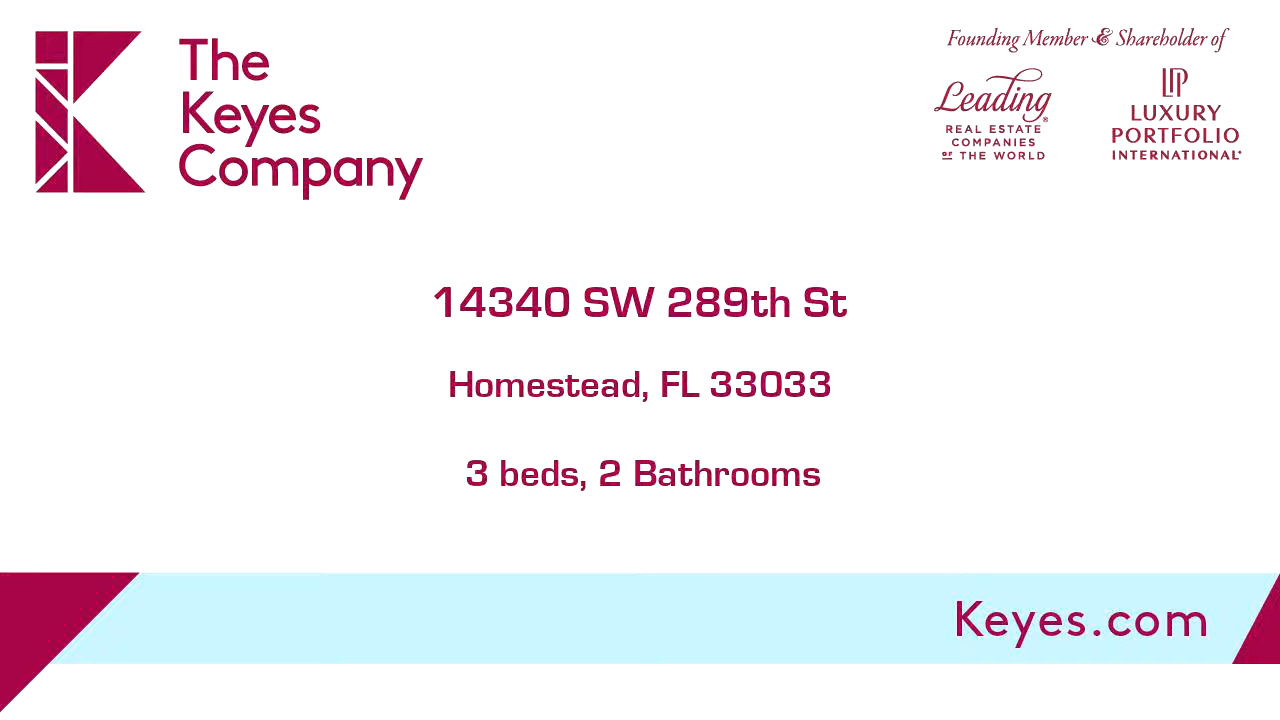 The
Keyes
Company
Founding Member & Shareholder of
Leading®
REAL ESTATE
COMPANIES
OF THE WORLD
LUXURY
PORTFOLIO
INTERNATIONAL
14340 SW 289th St
Homestead, FL 33033
3 beds, 2 Bathrooms
Keyes.com